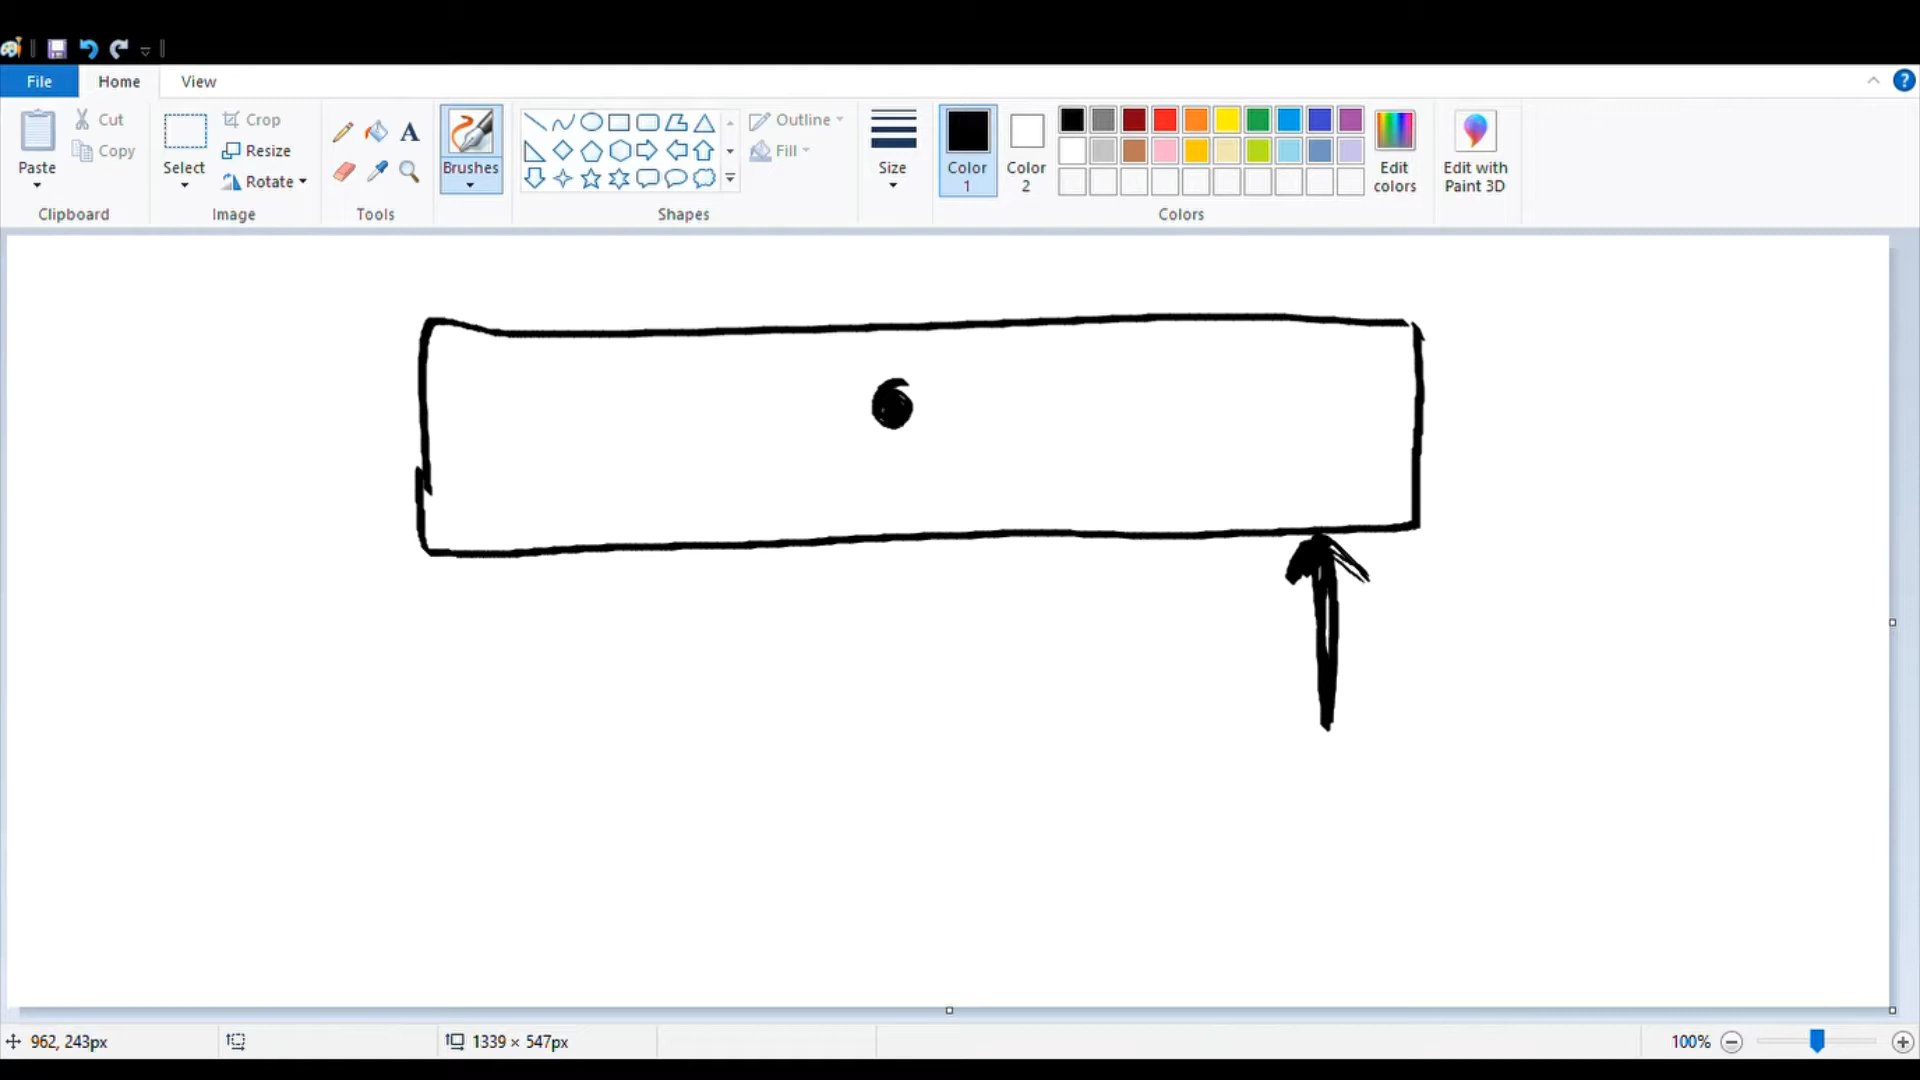 File Home View
Paste Cut Copy Select Crop Resize Rotate A Brushes Outline Fill Size Color 1 Color 2 Edit colors Edit with Paint 3D
Clipboard Image Tools Shapes Colors
962, 243px 1339 × 547px 100%